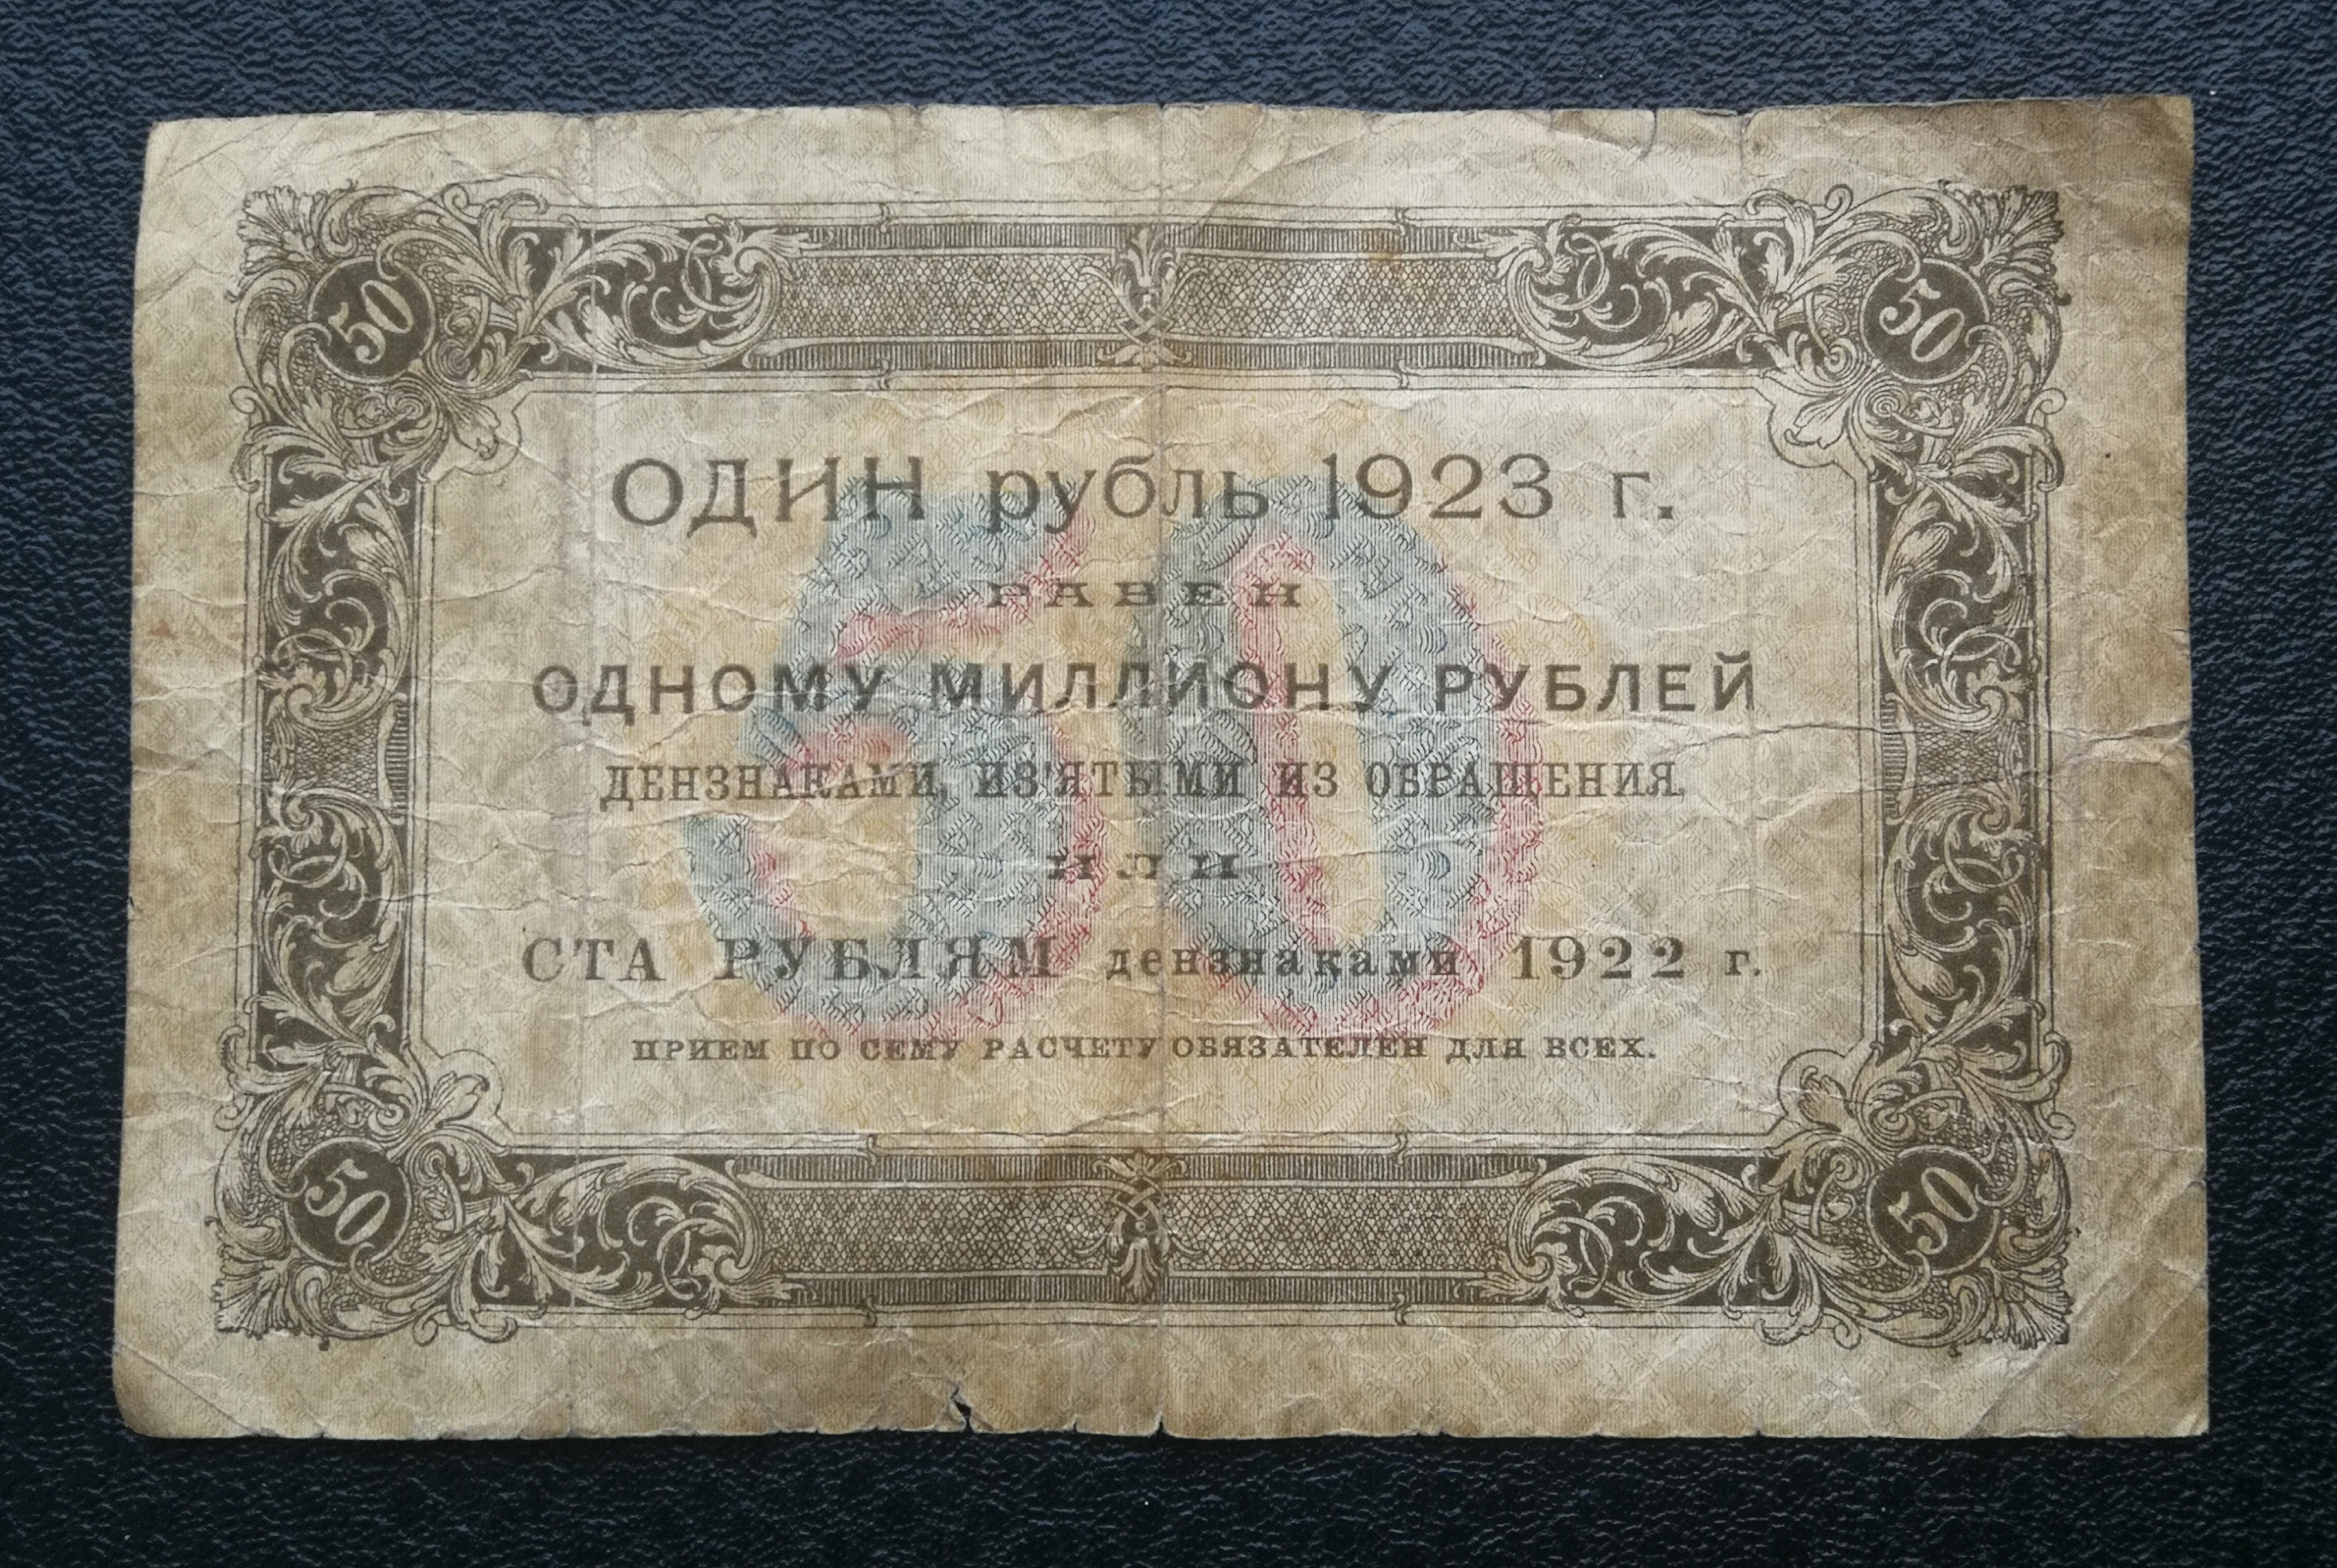 50 50
ОДИН рубль 1923 г.
РАВЕН
ОДНОМУ МИЛЛИОНУ РУБЛЕЙ
ДЕНЗНАКАМИ, ИЗ'ЯТЫМИ ИЗ ОБРАЩЕНИЯ
ИЛИ
СТА РУБЛЯМ дензнаками 1922 г.
ПРИЕМ ПО СЕМУ РАСЧЕТУ ОБЯЗАТЕЛЕН ДЛЯ ВСЕХ.
50
50 50